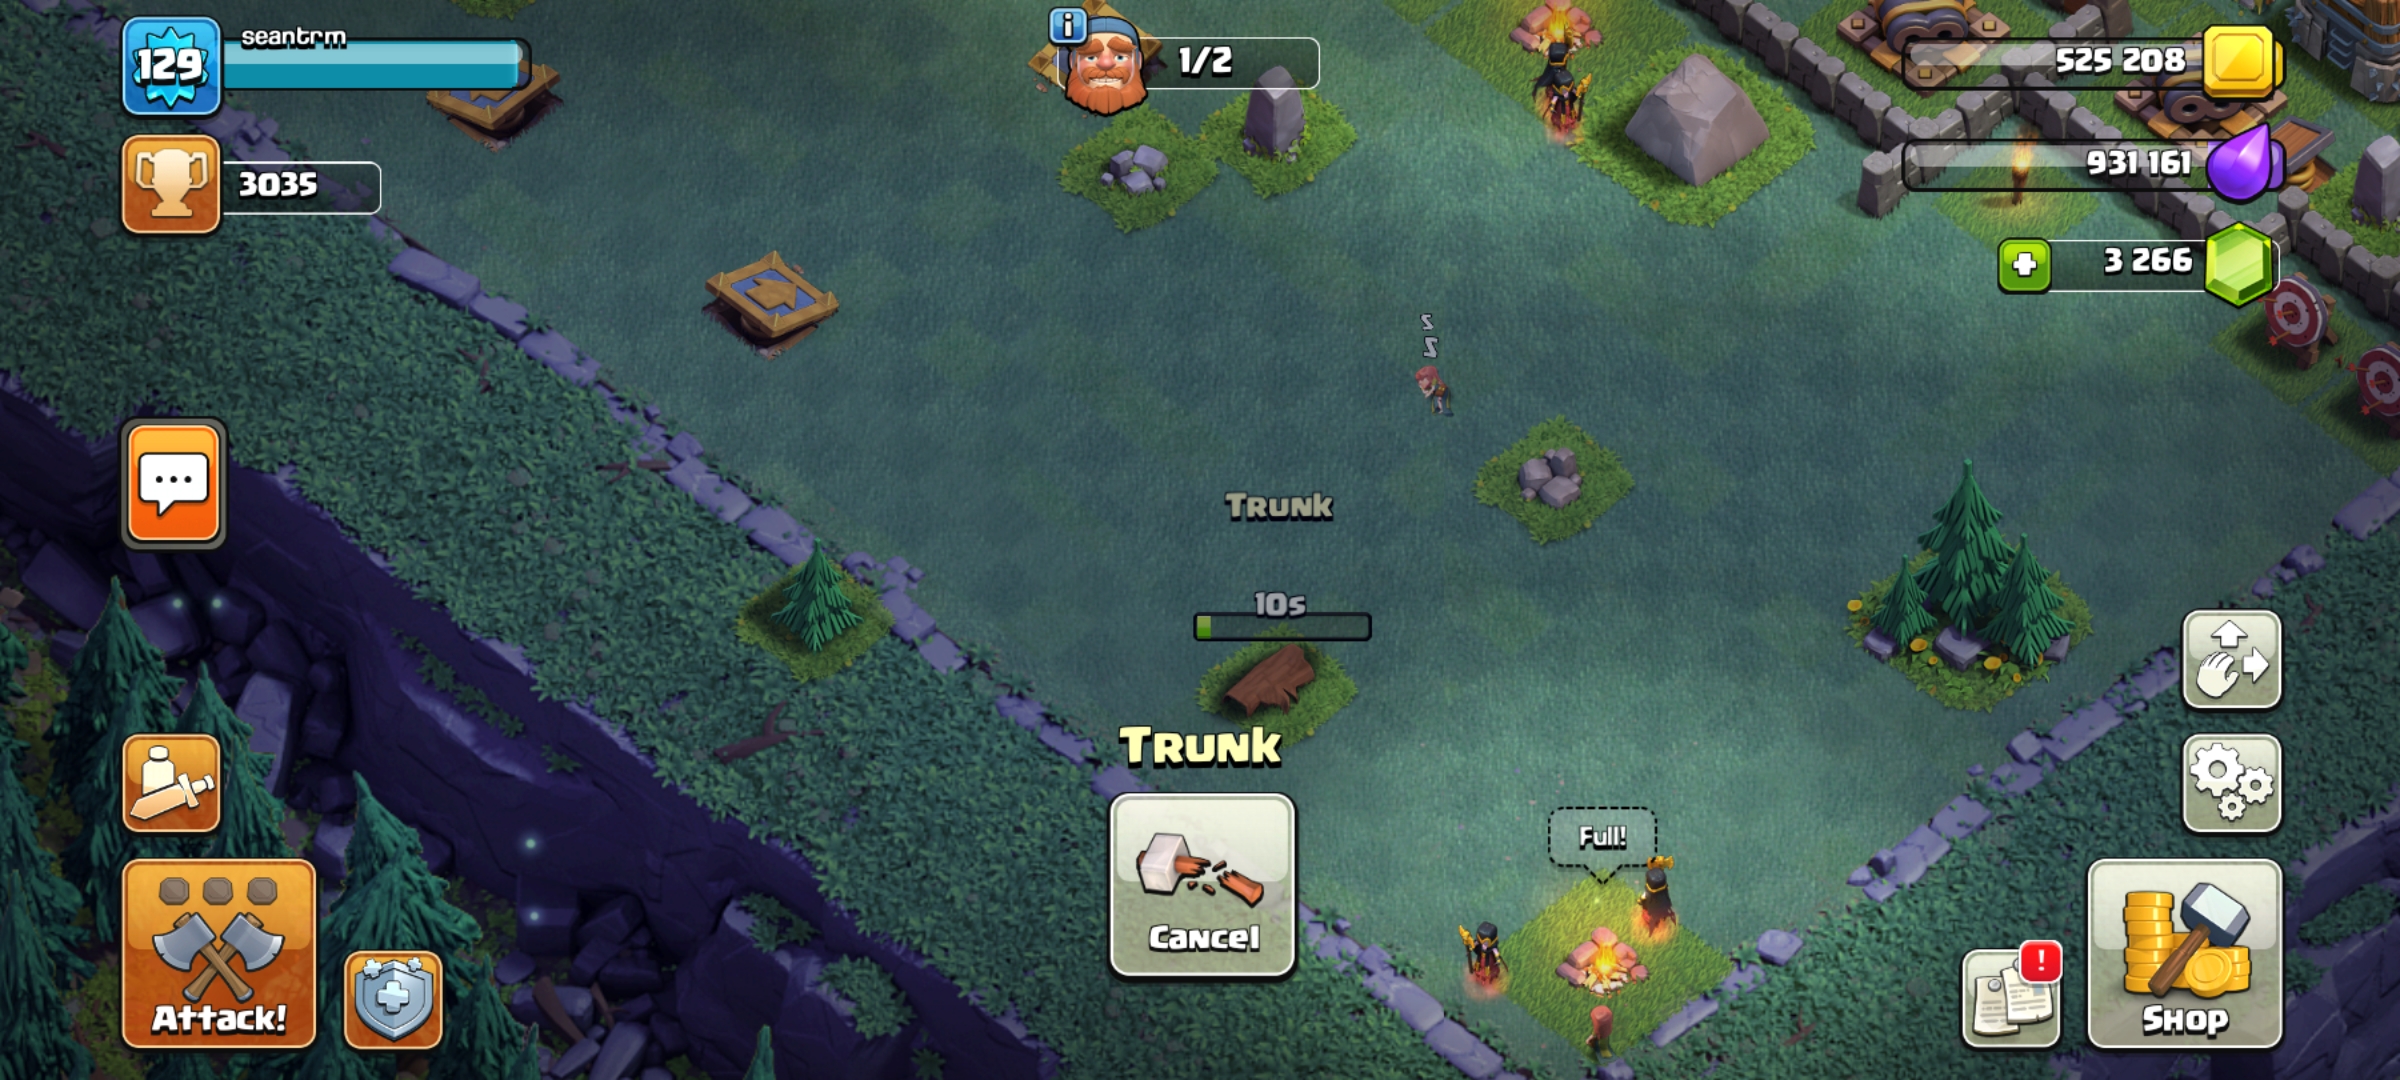 129
seantrm
1/2
525 208
3035
931 161
3 266
Trunk
10s
Trunk
Cancel
Full!
Attack!
!
Shop